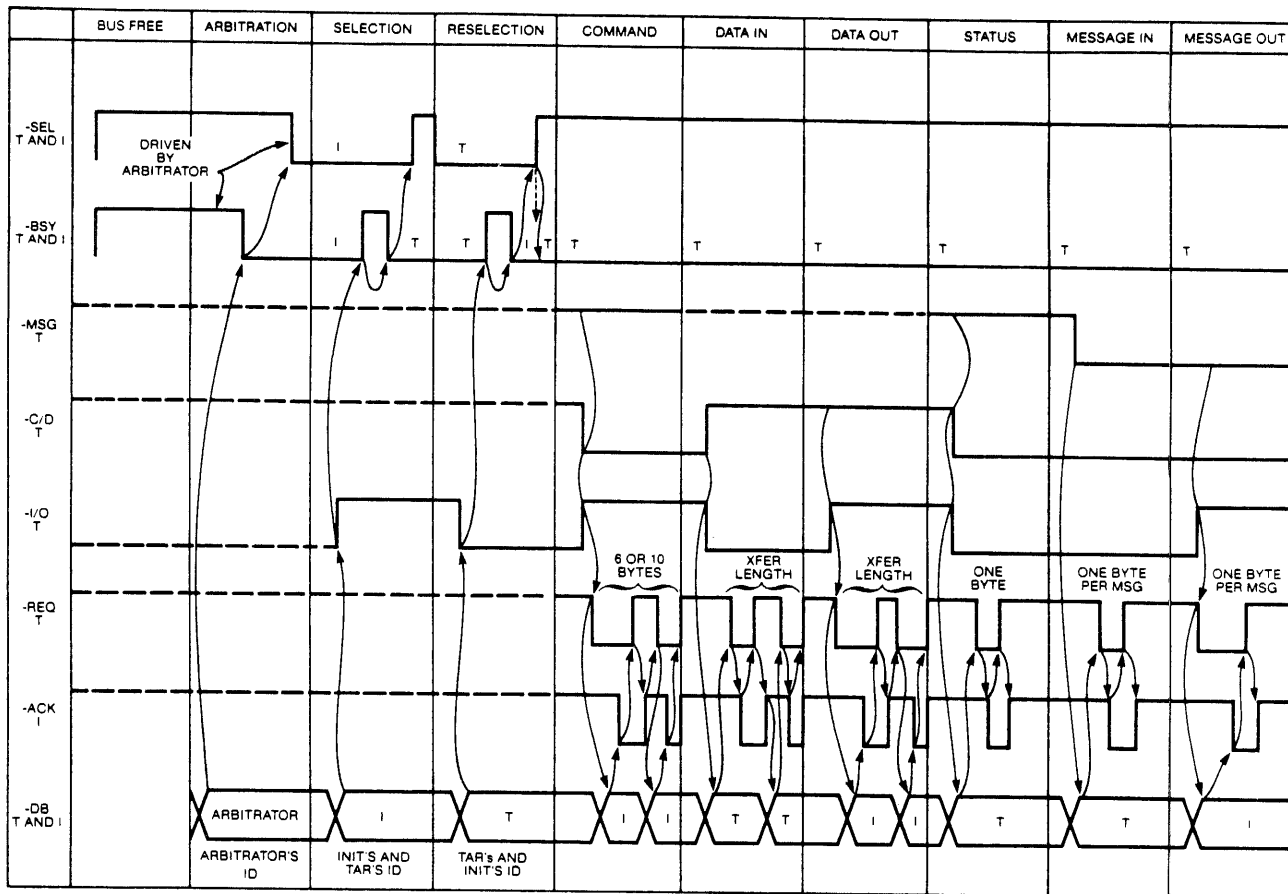 BUS FREE ARBITRATION SELECTION RESELECTION COMMAND DATA IN DATA OUT STATUS MESSAGE IN MESSAGE OUT
-SEL
T AND I
DRIVEN
BY
ARBITRATOR
I T
-BSY
T AND I
I T T I T T T T T T T
-MSG
T
-C/D
T
-I/O
T
6 OR 10
BYTES
XFER
LENGTH
XFER
LENGTH
ONE
BYTE
ONE BYTE
PER MSG
ONE BYTE
PER MSG
-REQ
T
-ACK
I
-DB
T AND I
ARBITRATOR I T I I T T I I T T I
ARBITRATOR'S
ID
INIT'S AND
TAR'S ID
TAR's AND
INIT'S ID